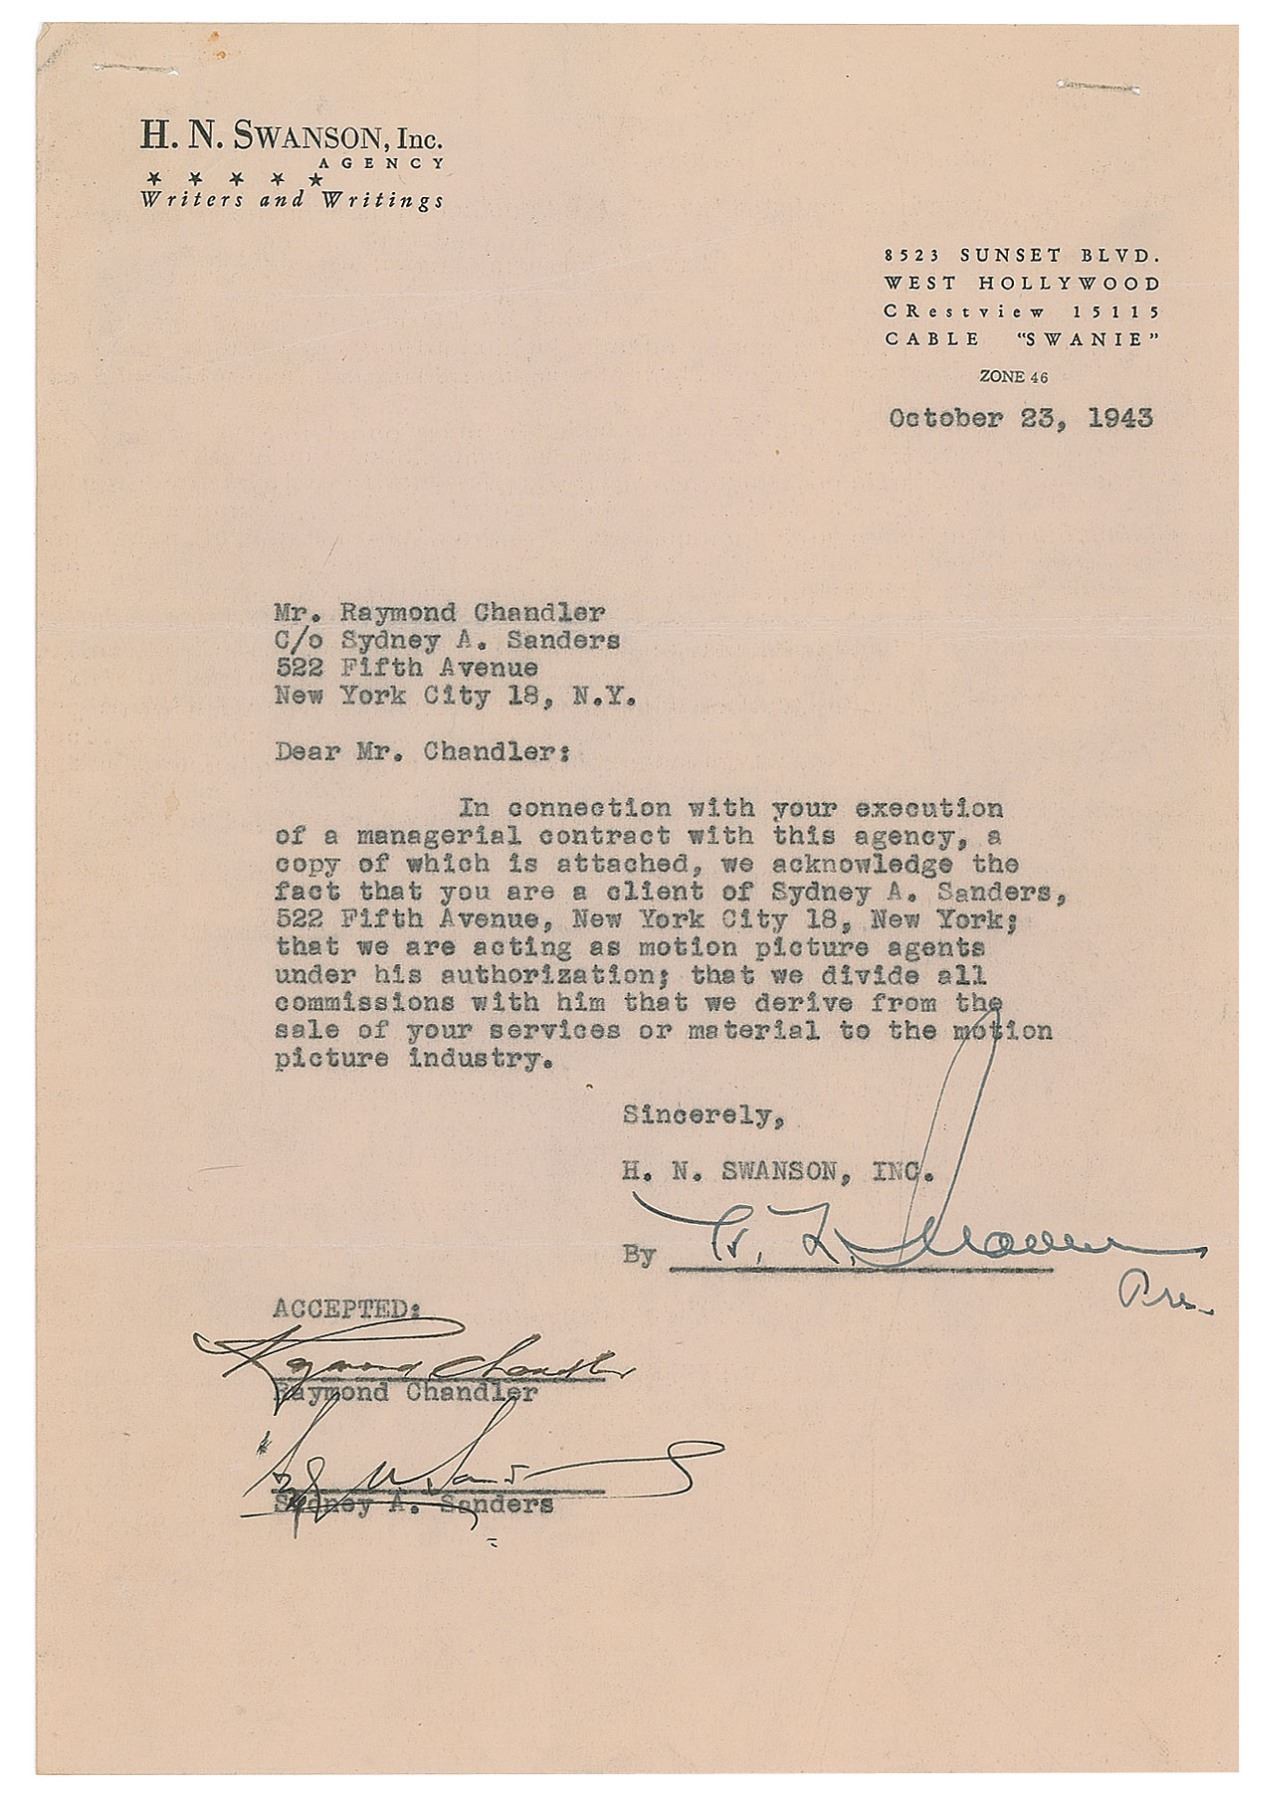 H. N. SWANSON, Inc.
AGENCY
Writers and Writings
8523 SUNSET BLVD.
WEST HOLLYWOOD
CRestview 15115
CABLE "SWANIE"
ZONE 46
October 23, 1943
Mr. Raymond Chandler
C/o Sydney A. Sanders
522 Fifth Avenue
New York City 18, N.Y.
Dear Mr. Chandler:
In connection with your execution
of a managerial contract with this agency, a
copy of which is attached, we acknowledge the
fact that you are a client of Sydney A. Sanders,
522 Fifth Avenue, New York City 18, New York;
that we are acting as motion picture agents
under his authorization; that we divide all
commissions with him that we derive from the
sale of your services or material to the motion
picture industry.
Sincerely,
H. N. SWANSON, INC.
By H. N. Swanson
Pres.
ACCEPTED:
Raymond Chandler
Raymond Chandler
Syd A. Sanders
Sydney A. Sanders